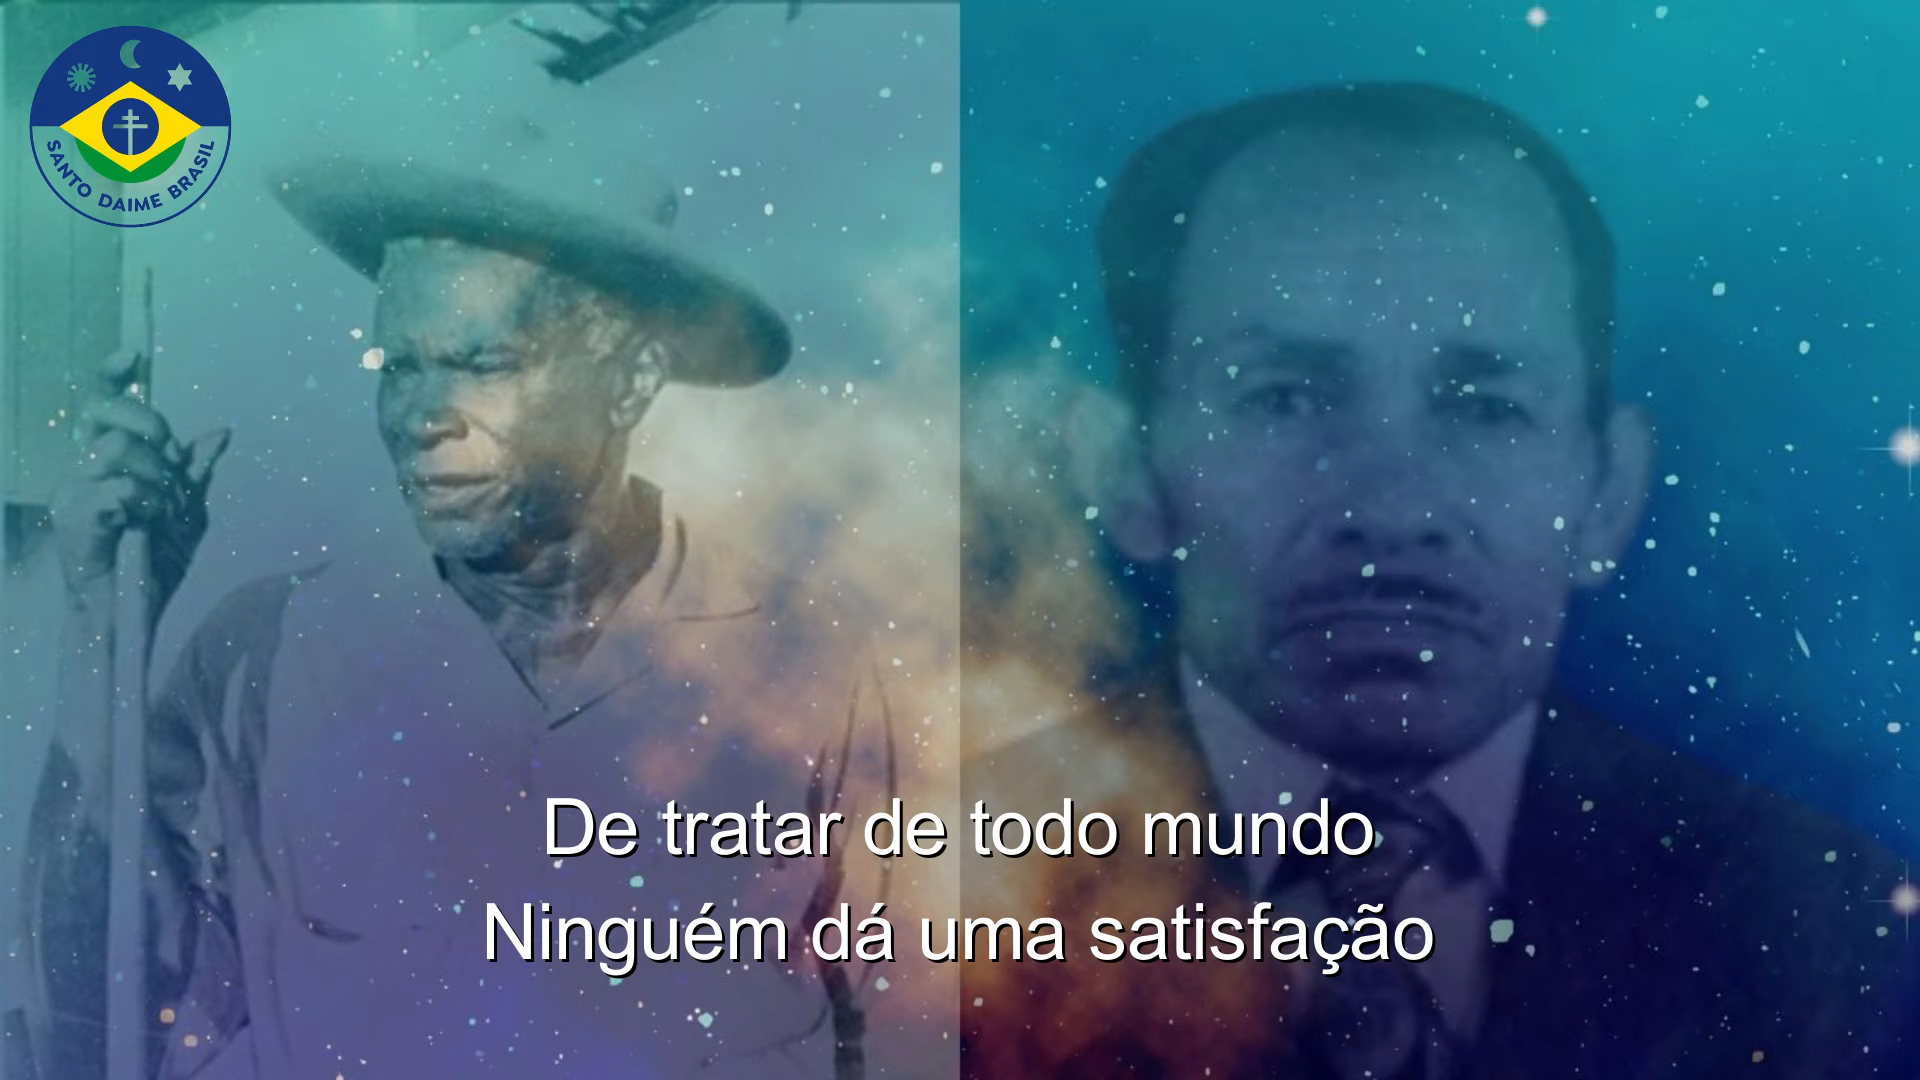 SANTO DAIME BRASIL
De tratar de todo mundo
Ninguém dá uma satisfação